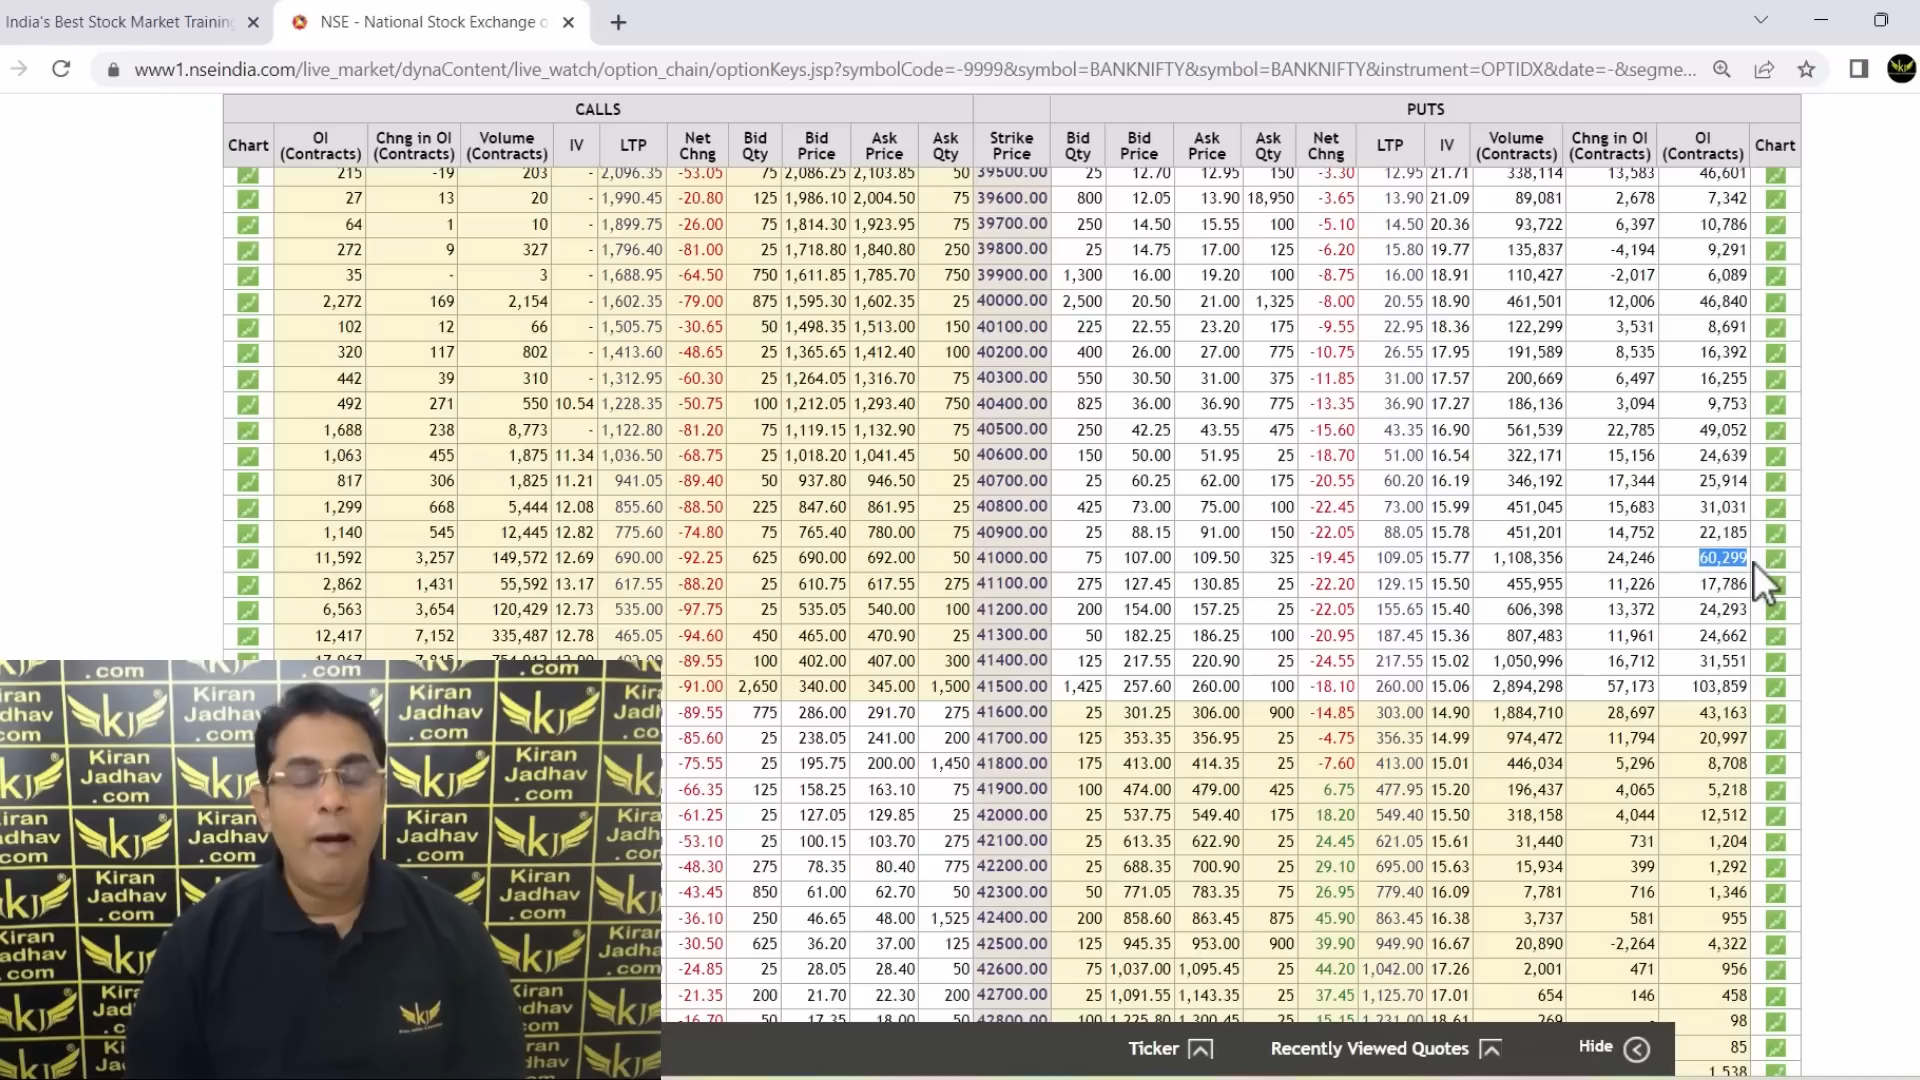 India's Best Stock Market Training
NSE - National Stock Exchange o
www1.nseindia.com/live_market/dynaContent/live_watch/option_chain/optionKeys.jsp?symbolCode=-9999&symbol=BANKNIFTY&symbol=BANKNIFTY&instrument=OPTIDX&date=-&segme...
CALLS PUTS
Chart OI (Contracts) Chng in OI (Contracts) Volume (Contracts) IV LTP Net Chng Bid Qty Bid Price Ask Price Ask Qty Strike Price Bid Qty Bid Price Ask Price Ask Qty Net Chng LTP IV Volume (Contracts) Chng in OI (Contracts) OI (Contracts) Chart
215 -19 203 - 2,096.35 -53.05 75 2,086.25 2,103.85 50 39500.00 25 12.70 12.95 150 -3.30 12.95 21.71 338,114 13,583 46,601
27 13 20 - 1,990.45 -20.80 125 1,986.10 2,004.50 75 39600.00 800 12.05 13.90 18,950 -3.65 13.90 21.09 89,081 2,678 7,342
64 1 10 - 1,899.75 -26.00 75 1,814.30 1,923.95 75 39700.00 250 14.50 15.55 100 -5.10 14.50 20.36 93,722 6,397 10,786
272 9 327 - 1,796.40 -81.00 25 1,718.80 1,840.80 250 39800.00 25 14.75 17.00 125 -6.20 15.80 19.77 135,837 -4,194 9,291
35 - 3 - 1,688.95 -64.50 750 1,611.85 1,785.70 750 39900.00 1,300 16.00 19.20 100 -8.75 16.00 18.91 110,427 -2,017 6,089
2,272 169 2,154 - 1,602.35 -79.00 875 1,595.30 1,602.35 25 40000.00 2,500 20.50 21.00 1,325 -8.00 20.55 18.90 461,501 12,006 46,840
102 12 66 - 1,505.75 -30.65 50 1,498.35 1,513.00 150 40100.00 225 22.55 23.20 175 -9.55 22.95 18.36 122,299 3,531 8,691
320 117 802 - 1,413.60 -48.65 25 1,365.65 1,412.40 100 40200.00 400 26.00 27.00 775 -10.75 26.55 17.95 191,589 8,535 16,392
442 39 310 - 1,312.95 -60.30 25 1,264.05 1,316.70 75 40300.00 550 30.50 31.00 375 -11.85 31.00 17.57 200,669 6,497 16,255
492 271 550 10.54 1,228.35 -50.75 100 1,212.05 1,293.40 750 40400.00 825 36.00 36.90 775 -13.35 36.90 17.27 186,136 3,094 9,753
1,688 238 8,773 - 1,122.80 -81.20 75 1,119.15 1,132.90 75 40500.00 250 42.25 43.55 475 -15.60 43.35 16.90 561,539 22,785 49,052
1,063 455 1,875 11.34 1,036.50 -68.75 25 1,018.20 1,041.45 50 40600.00 150 50.00 51.95 25 -18.70 51.00 16.54 322,171 15,156 24,639
817 306 1,825 11.21 941.05 -89.40 50 937.80 946.50 25 40700.00 25 60.25 62.00 175 -20.55 60.20 16.19 346,192 17,344 25,914
1,299 668 5,444 12.08 855.60 -88.50 225 847.60 861.95 25 40800.00 425 73.00 75.00 100 -22.45 73.00 15.99 451,045 15,683 31,031
1,140 545 12,445 12.82 775.60 -74.80 75 765.40 780.00 75 40900.00 25 88.15 91.00 150 -22.05 88.05 15.78 451,201 14,752 22,185
11,592 3,257 149,572 12.69 690.00 -92.25 625 690.00 692.00 50 41000.00 75 107.00 109.50 325 -19.45 109.05 15.77 1,108,356 24,246 60,299
2,862 1,431 55,592 13.17 617.55 -88.20 25 610.75 617.55 275 41100.00 275 127.45 130.85 25 -22.20 129.15 15.50 455,955 11,226 17,786
6,563 3,654 120,429 12.73 535.00 -97.75 25 535.05 540.00 100 41200.00 200 154.00 157.25 25 -22.05 155.65 15.40 606,398 13,372 24,293
12,417 7,152 335,487 12.78 465.05 -94.60 450 465.00 470.90 25 41300.00 50 182.25 186.25 100 -20.95 187.45 15.36 807,483 11,961 24,662
-89.55 100 402.00 407.00 300 41400.00 125 217.55 220.90 25 -24.55 217.55 15.02 1,050,996 16,712 31,551
-91.00 2,650 340.00 345.00 1,500 41500.00 1,425 257.60 260.00 100 -18.10 260.00 15.06 2,894,298 57,173 103,859
-89.55 775 286.00 291.70 275 41600.00 25 301.25 306.00 900 -14.85 303.00 14.90 1,884,710 28,697 43,163
-85.60 25 238.05 241.00 200 41700.00 125 353.35 356.95 25 -4.75 356.35 14.99 974,472 11,794 20,997
-75.55 25 195.75 200.00 1,450 41800.00 175 413.00 414.35 25 -7.60 413.00 15.01 446,034 5,296 8,708
-66.35 125 158.25 163.10 75 41900.00 100 474.00 479.00 425 6.75 477.95 15.20 196,437 4,065 5,218
-61.25 25 127.05 129.85 25 42000.00 25 537.75 549.40 175 18.20 549.40 15.50 318,158 4,044 12,512
-53.10 25 100.15 103.70 275 42100.00 25 613.35 622.90 25 24.45 621.05 15.61 31,440 731 1,204
-48.30 275 78.35 80.40 775 42200.00 25 688.35 700.90 25 29.10 695.00 15.63 15,934 399 1,292
-43.45 850 61.00 62.70 50 42300.00 50 771.05 783.35 75 26.95 779.40 16.09 7,781 716 1,346
-36.10 250 46.65 48.00 1,525 42400.00 200 858.60 863.45 875 45.90 863.45 16.38 3,737 581 955
-30.50 625 36.20 37.00 125 42500.00 125 945.35 953.00 900 39.90 949.90 16.67 20,890 -2,264 4,322
-24.85 25 28.05 28.40 50 42600.00 75 1,037.00 1,095.45 25 44.20 1,042.00 17.26 2,001 471 956
-21.35 200 21.70 22.30 200 42700.00 25 1,091.55 1,143.35 25 37.45 1,125.70 17.01 654 146 458
98
85
1,538
Ticker Recently Viewed Quotes Hide
Kiran Jadhav .com